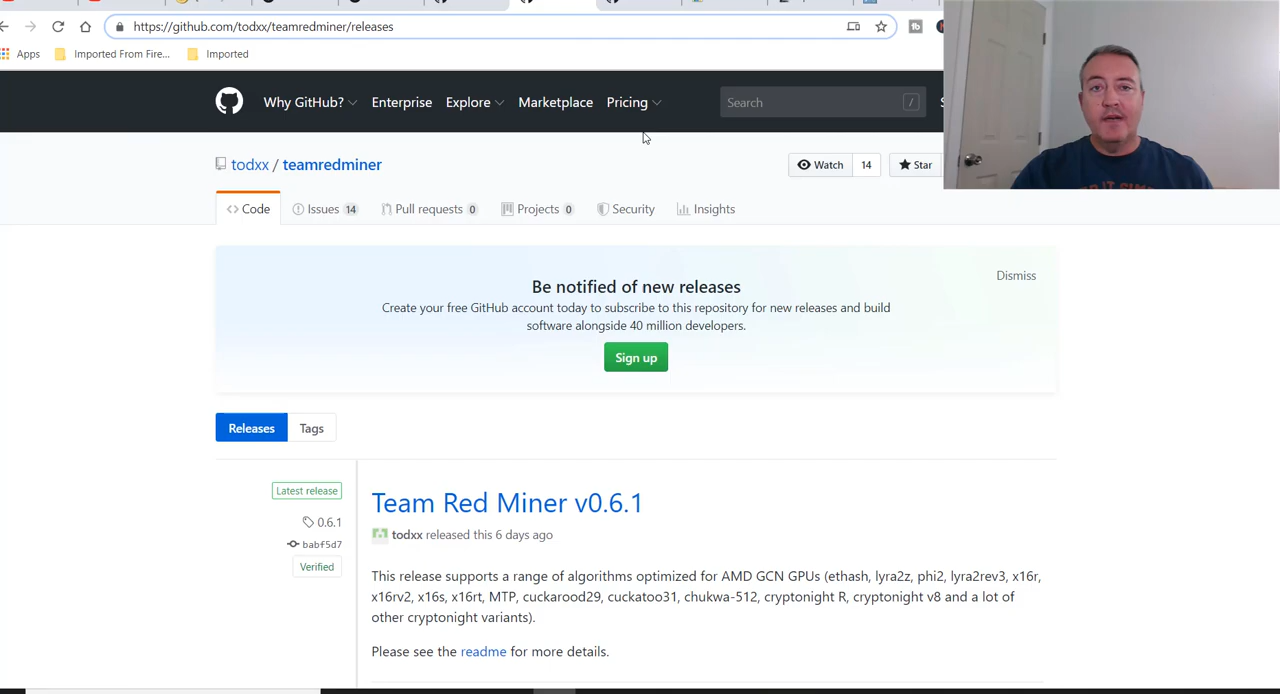 https://github.com/todxx/teamredminer/releases
Apps
Imported From Fire...
Imported
Why GitHub?
Enterprise
Explore
Marketplace
Pricing
Search
/
todxx / teamredminer
Watch 14
Star
Code
Issues 14
Pull requests 0
Projects 0
Security
Insights
Be notified of new releases
Dismiss
Create your free GitHub account today to subscribe to this repository for new releases and build
software alongside 40 million developers.
Sign up
Releases
Tags
Latest release
0.6.1
babf5d7
Verified
Team Red Miner v0.6.1
todxx released this 6 days ago
This release supports a range of algorithms optimized for AMD GCN GPUs (ethash, lyra2z, phi2, lyra2rev3, x16r,
x16rv2, x16s, x16rt, MTP, cuckarood29, cuckatoo31, chukwa-512, cryptonight R, cryptonight v8 and a lot of
other cryptonight variants).
Please see the readme for more details.